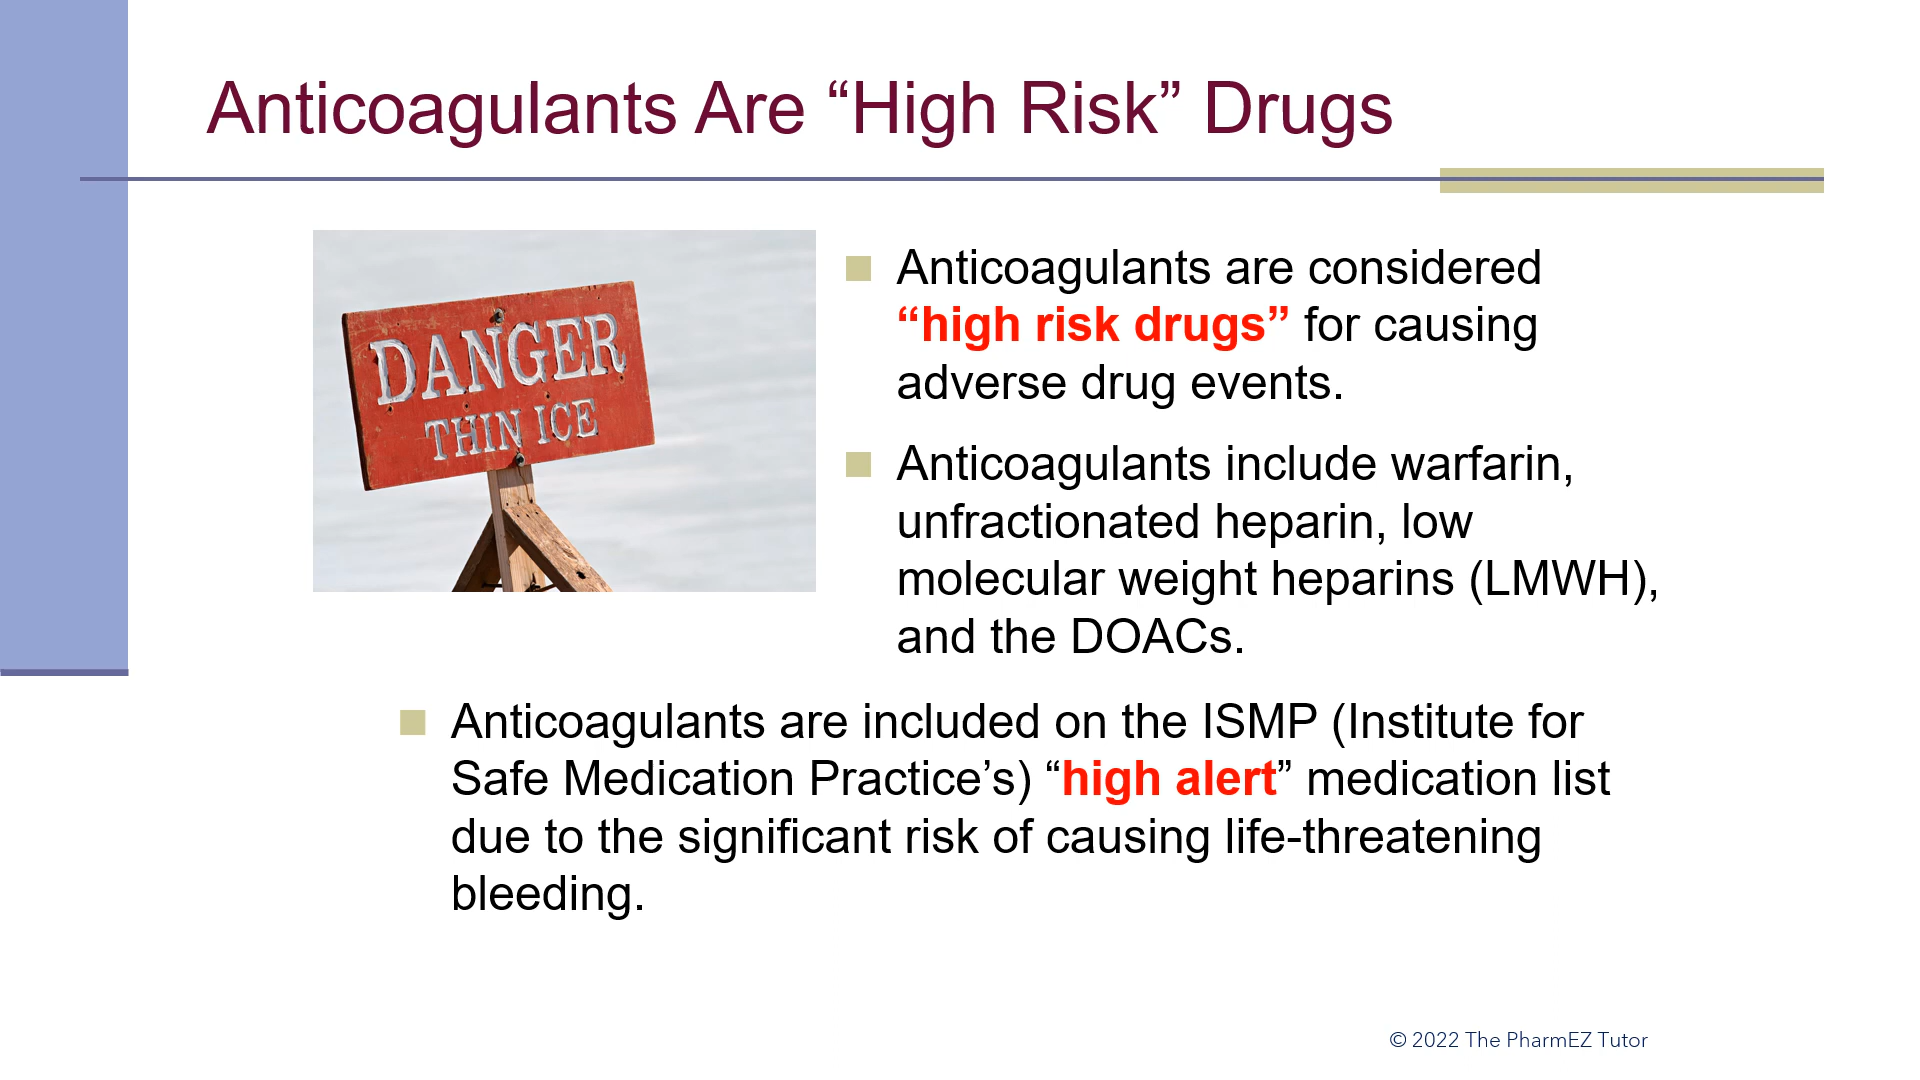 Anticoagulants Are “High Risk” Drugs
DANGER
THIN ICE
Anticoagulants are considered
“high risk drugs” for causing
adverse drug events.
Anticoagulants include warfarin,
unfractionated heparin, low
molecular weight heparins (LMWH),
and the DOACs.
Anticoagulants are included on the ISMP (Institute for
Safe Medication Practice’s) “high alert” medication list
due to the significant risk of causing life-threatening
bleeding.
© 2022 The PharmEZ Tutor